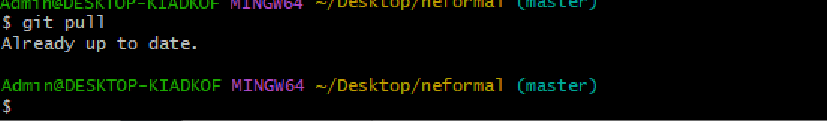 Admin@DESKTOP-KIADKOF MINGW64 ~/Desktop/neformal (master)
$ git pull
Already up to date.
Admin@DESKTOP-KIADKOF MINGW64 ~/Desktop/neformal (master)
$